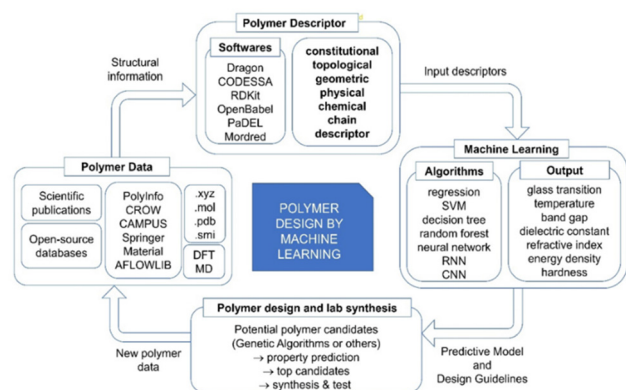 Polymer Descriptor
Softwares
Dragon
CODESSA
RDKit
OpenBabel
PaDEL
Mordred
constitutional
topological
geometric
physical
chemical
chain
descriptor
Structural
information
Input descriptors
Machine Learning
Algorithms
regression
SVM
decision tree
random forest
neural network
RNN
CNN
Output
glass transition
temperature
band gap
dielectric constant
refractive index
energy density
hardness
Polymer Data
Scientific
publications
Open-source
databases
PolyInfo
CROW
CAMPUS
Springer
Material
AFLOWLIB
.xyz
.mol
.pdb
.smi
DFT
MD
POLYMER
DESIGN BY
MACHINE
LEARNING
Polymer design and lab synthesis
Potential polymer candidates
(Genetic Algorithms or others)
→ property prediction
→ top candidates
→ synthesis & test
New polymer
data
Predictive Model
and
Design Guidelines